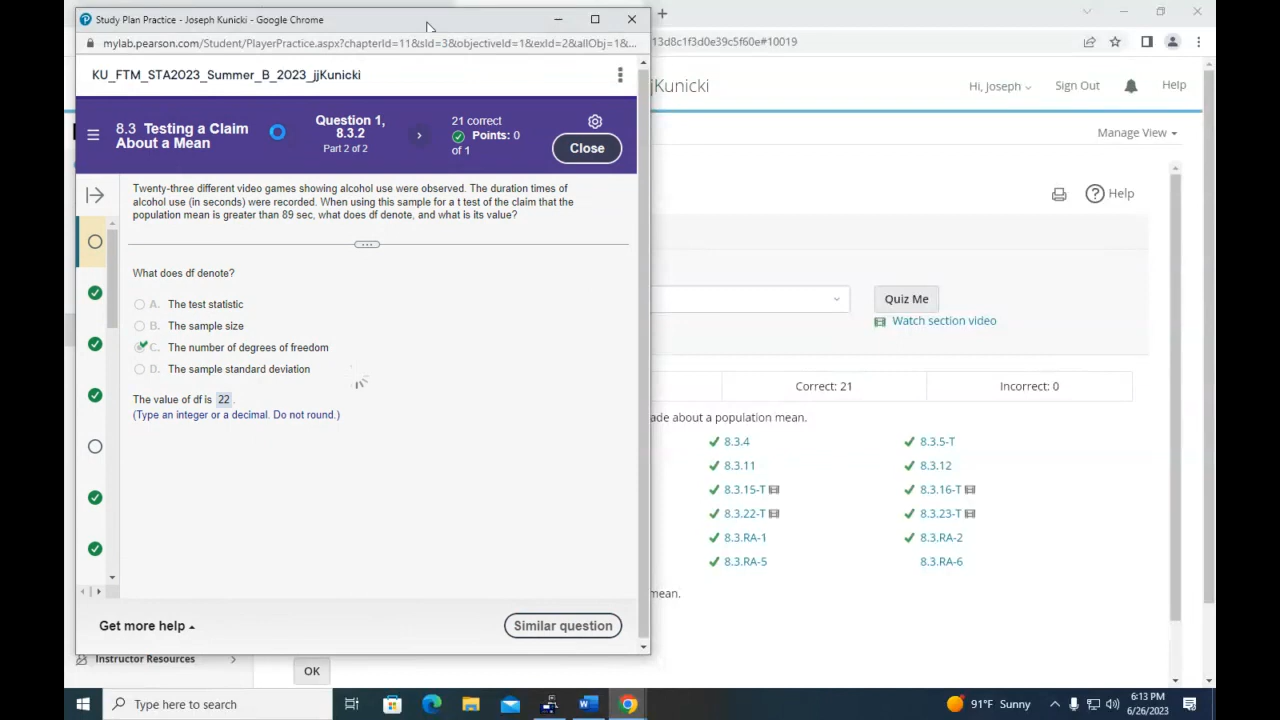 Study Plan Practice - Joseph Kunicki - Google Chrome
mylab.pearson.com/Student/PlayerPractice.aspx?chapterId=11&sId=3&objectiveId=1&exId=2&allObj=1&...
13d8c1f3d0e39c5f60e#10019
KU_FTM_STA2023_Summer_B_2023_jjKunicki
jKunicki
Hi, Joseph
Sign Out
Help
Manage View
8.3 Testing a Claim
About a Mean
Question 1,
8.3.2
Part 2 of 2
21 correct
Points: 0
of 1
Close
Help
Twenty-three different video games showing alcohol use were observed. The duration times of
alcohol use (in seconds) were recorded. When using this sample for a t test of the claim that the
population mean is greater than 89 sec, what does df denote, and what is its value?
What does df denote?
A. The test statistic
B. The sample size
C. The number of degrees of freedom
D. The sample standard deviation
The value of df is 22.
(Type an integer or a decimal. Do not round.)
Get more help
Similar question
Quiz Me
Watch section video
Correct: 21
Incorrect: 0
ade about a population mean.
8.3.4
8.3.5-T
8.3.11
8.3.12
8.3.15-T
8.3.16-T
8.3.22-T
8.3.23-T
8.3.RA-1
8.3.RA-2
8.3.RA-5
8.3.RA-6
mean.
Instructor Resources
OK
Type here to search
91°F Sunny
6:13 PM
6/26/2023